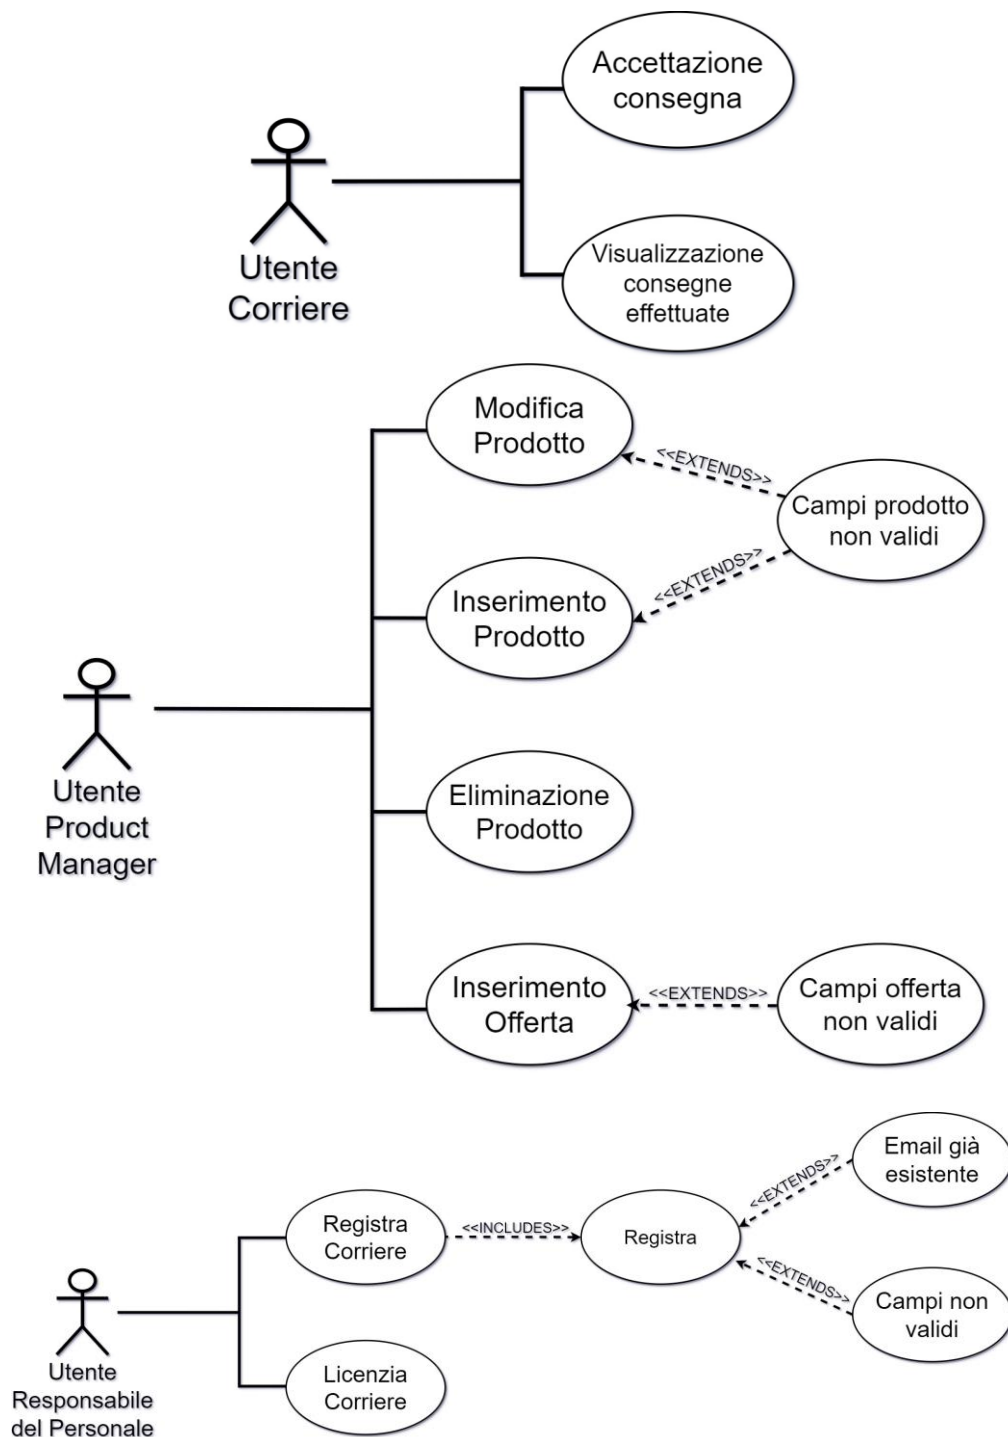 Accettazione
consegna
Utente
Corriere
Visualizzazione
consegne
effettuate
Modifica
Prodotto
<<EXTENDS>>
Campi prodotto
non validi
<<EXTENDS>>
Inserimento
Prodotto
Utente
Product
Manager
Eliminazione
Prodotto
Inserimento
Offerta
<<EXTENDS>>
Campi offerta
non validi
Registra
Corriere
<<INCLUDES>>
Registra
<<EXTENDS>>
Email già
esistente
<<EXTENDS>>
Campi non
validi
Utente
Responsabile
del Personale
Licenzia
Corriere